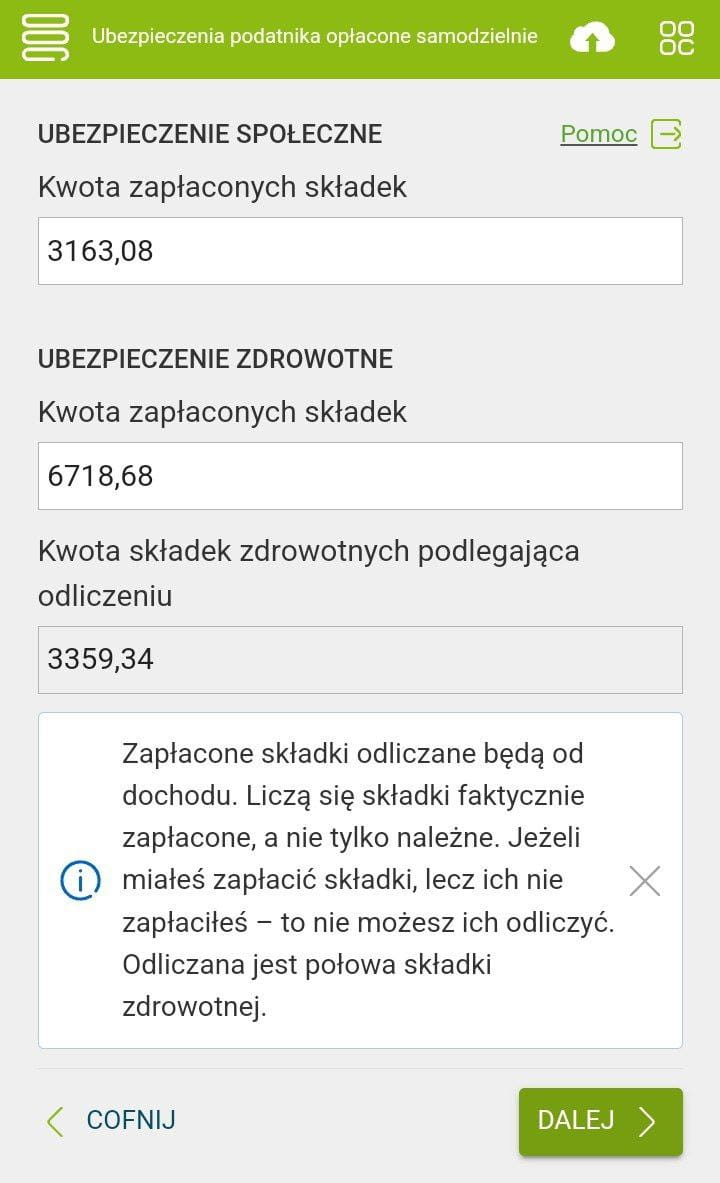 Ubezpieczenia podatnika opłacone samodzielnie
UBEZPIECZENIE SPOŁECZNE
Pomoc
Kwota zapłaconych składek
3163,08
UBEZPIECZENIE ZDROWOTNE
Kwota zapłaconych składek
6718,68
Kwota składek zdrowotnych podlegająca
odliczeniu
3359,34
Zapłacone składki odliczane będą od
dochodu. Liczą się składki faktycznie
zapłacone, a nie tylko należne. Jeżeli
miałeś zapłacić składki, lecz ich nie
zapłaciłeś – to nie możesz ich odliczyć.
Odliczana jest połowa składki
zdrowotnej.
COFNIJ
DALEJ